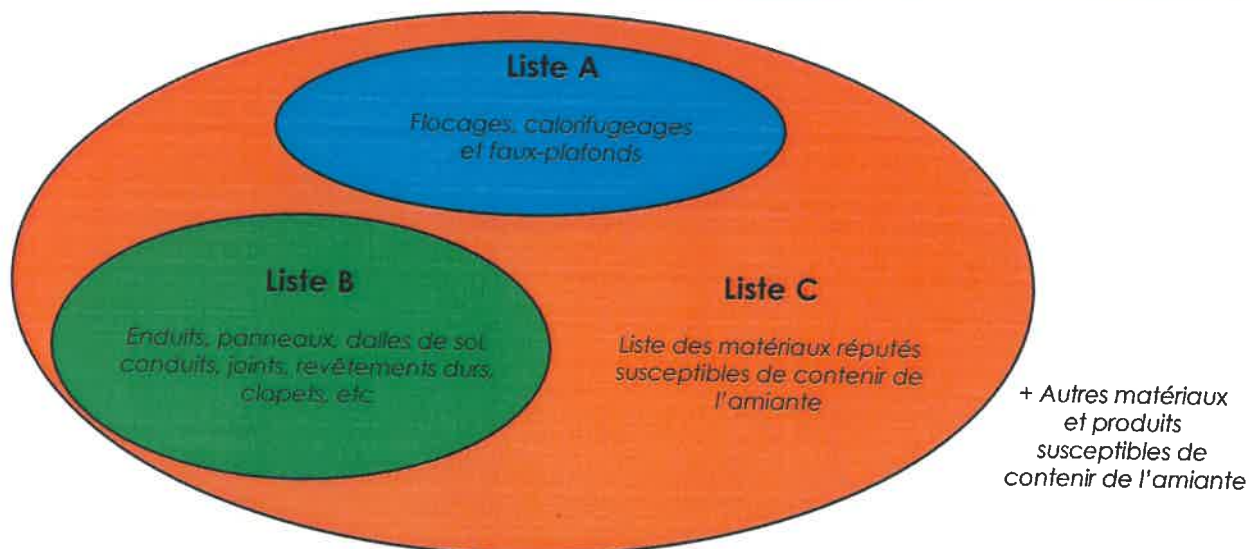 Liste A
Flocages, calorifugeages
et faux-plafonds
Liste B
Enduits, panneaux, dalles de sol,
conduits, joints, revêtements durs,
clapets, etc
Liste C
Liste des matériaux réputés
susceptibles de contenir de
l'amiante
+ Autres matériaux
et produits
susceptibles de
contenir de l'amiante